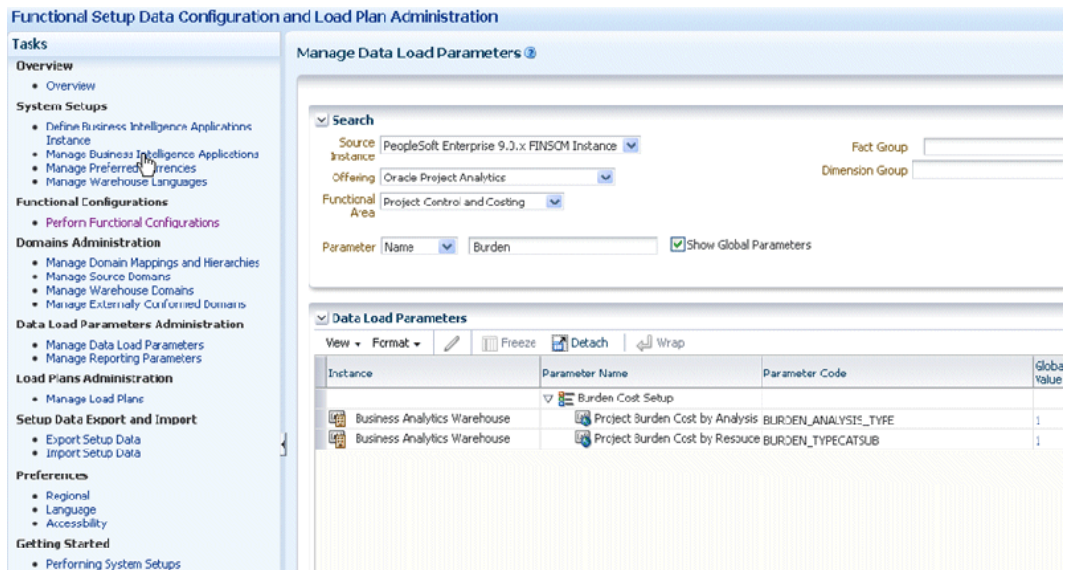 Functional Setup Data Configuration and Load Plan Administration
Tasks
Overview
Overview
System Setups
Define Business Intelligence Applications
Instance
Manage Business Intelligence Applications
Manage Preferred Currences
Manage Warehouse Languages
Functional Configurations
Perform Functional Configurations
Domains Administration
Manage Domain Mappings and Hierarchies
Manage Source Domains
Manage Warehouse Domains
Manage Externally Conformed Domains
Data Load Parameters Administration
Manage Data Load Parameters
Manage Reporting Parameters
Load Plans Administration
Manage Load Plans
Setup Data Export and Import
Export Setup Data
Import Setup Data
Preferences
Regional
Language
Accessbility
Getting Started
Performing System Setups
Manage Data Load Parameters
Search
Source Instance PeopleSoft Enterprise 9.0.x FINSCM Instance
Offering Oracle Project Analytics
Functional Area Project Control and Costing
Parameter Name Burden Show Global Parameters
Fact Group
Dimension Group
Data Load Parameters
View Format Freeze Detach Wrap
Instance Parameter Name Parameter Code Globa Value
Burden Cost Setup
Business Analytics Warehouse Project Burden Cost by Analysis BURDEN_ANALYSIS_TYPE 1
Business Analytics Warehouse Project Burden Cost by Resouce BURDEN_TYPECATSUB 1